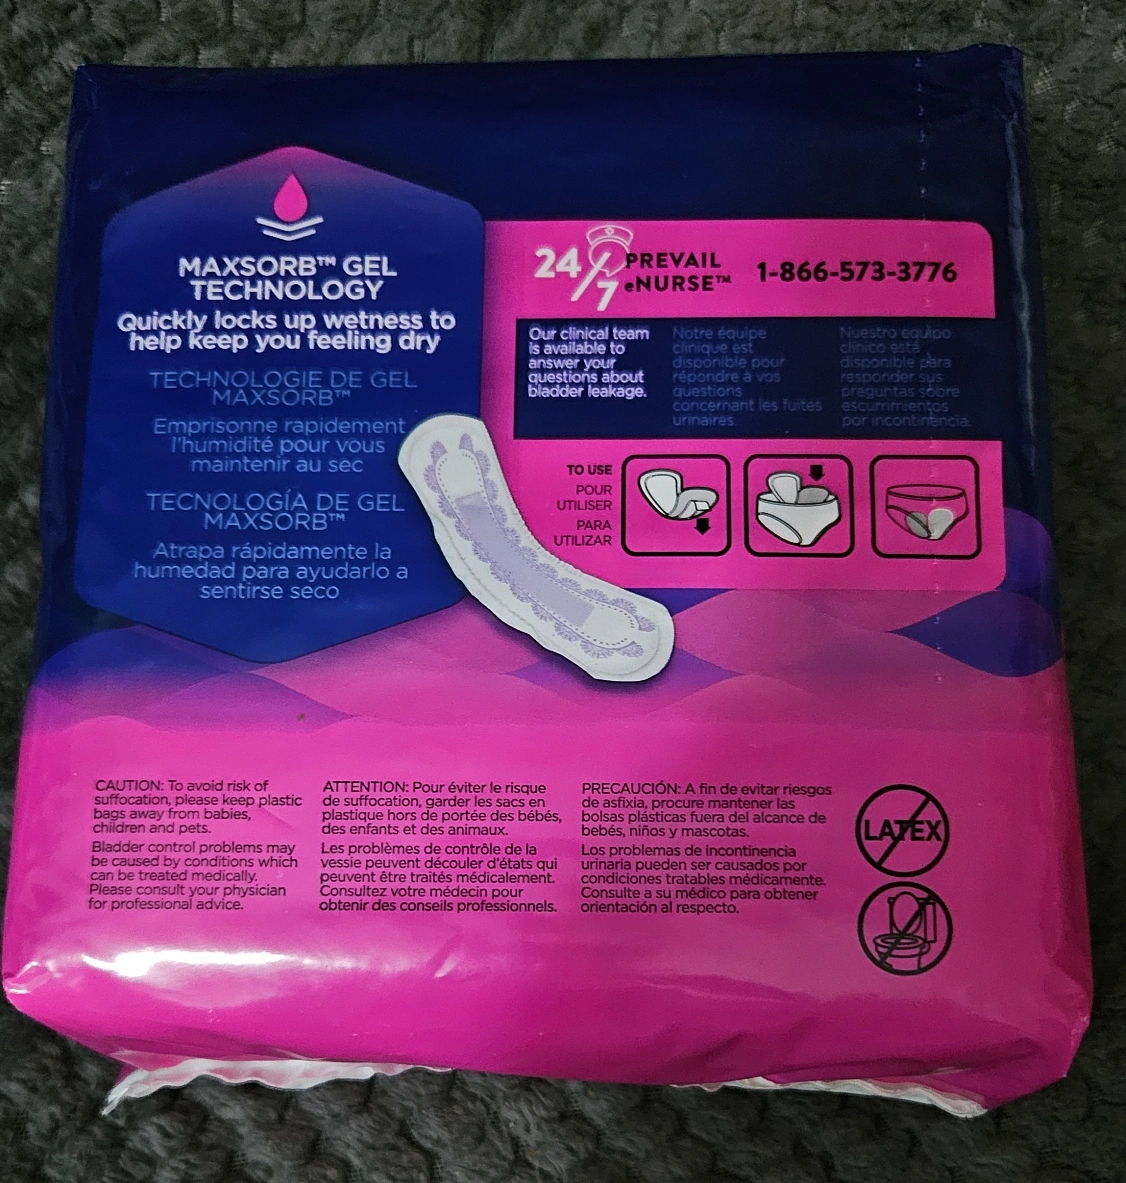 MAXSORB™ GEL
TECHNOLOGY
Quickly locks up wetness to
help keep you feeling dry
TECHNOLOGIE DE GEL
MAXSORB™
Emprisonne rapidement
l'humidité pour vous
maintenir au sec
TECNOLOGÍA DE GEL
MAXSORB™
Atrapa rápidamente la
humedad para ayudarlo a
sentirse seco
24/7 PREVAIL
eNURSE™
1-866-573-3776
Our clinical team
is available to
answer your
questions about
bladder leakage.
Notre équipe
clinique est
disponible pour
répondre à vos
questions
concernant les fuites
urinaires.
Nuestro equipo
clínico está
disponible para
responder sus
preguntas sobre
escurrimientos
por incontinencia.
TO USE
POUR
UTILISER
PARA
UTILIZAR
CAUTION: To avoid risk of
suffocation, please keep plastic
bags away from babies,
children and pets.
Bladder control problems may
be caused by conditions which
can be treated medically.
Please consult your physician
for professional advice.
ATTENTION: Pour éviter le risque
de suffocation, garder les sacs en
plastique hors de portée des bébés,
des enfants et des animaux.
Les problèmes de contrôle de la
vessie peuvent découler d'états qui
peuvent être traités médicalement.
Consultez votre médecin pour
obtenir des conseils professionnels.
PRECAUCIÓN: A fin de evitar riesgos
de asfixia, procure mantener las
bolsas plásticas fuera del alcance de
bebés, niños y mascotas.
Los problemas de incontinencia
urinaria pueden ser causados por
condiciones tratables médicamente.
Consulte a su médico para obtener
orientación al respecto.
LATEX